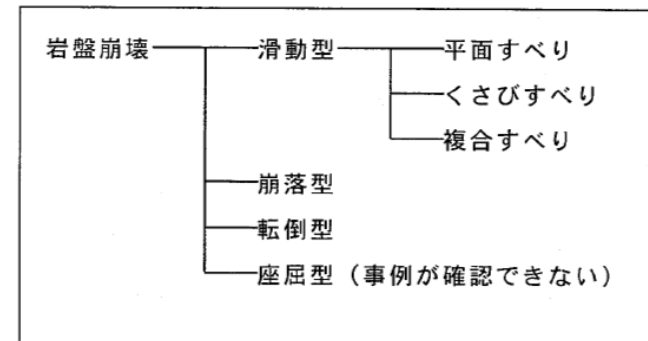 岩盤崩壊 滑動型 平面すべり
くさびすべり
複合すべり
崩落型
転倒型
座屈型（事例が確認できない）